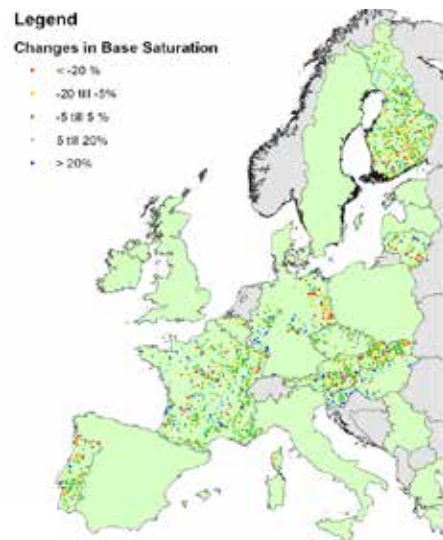 Legend
Changes in Base Saturation
< -20 %
-20 till -5%
-5 till 5 %
5 till 20%
> 20%